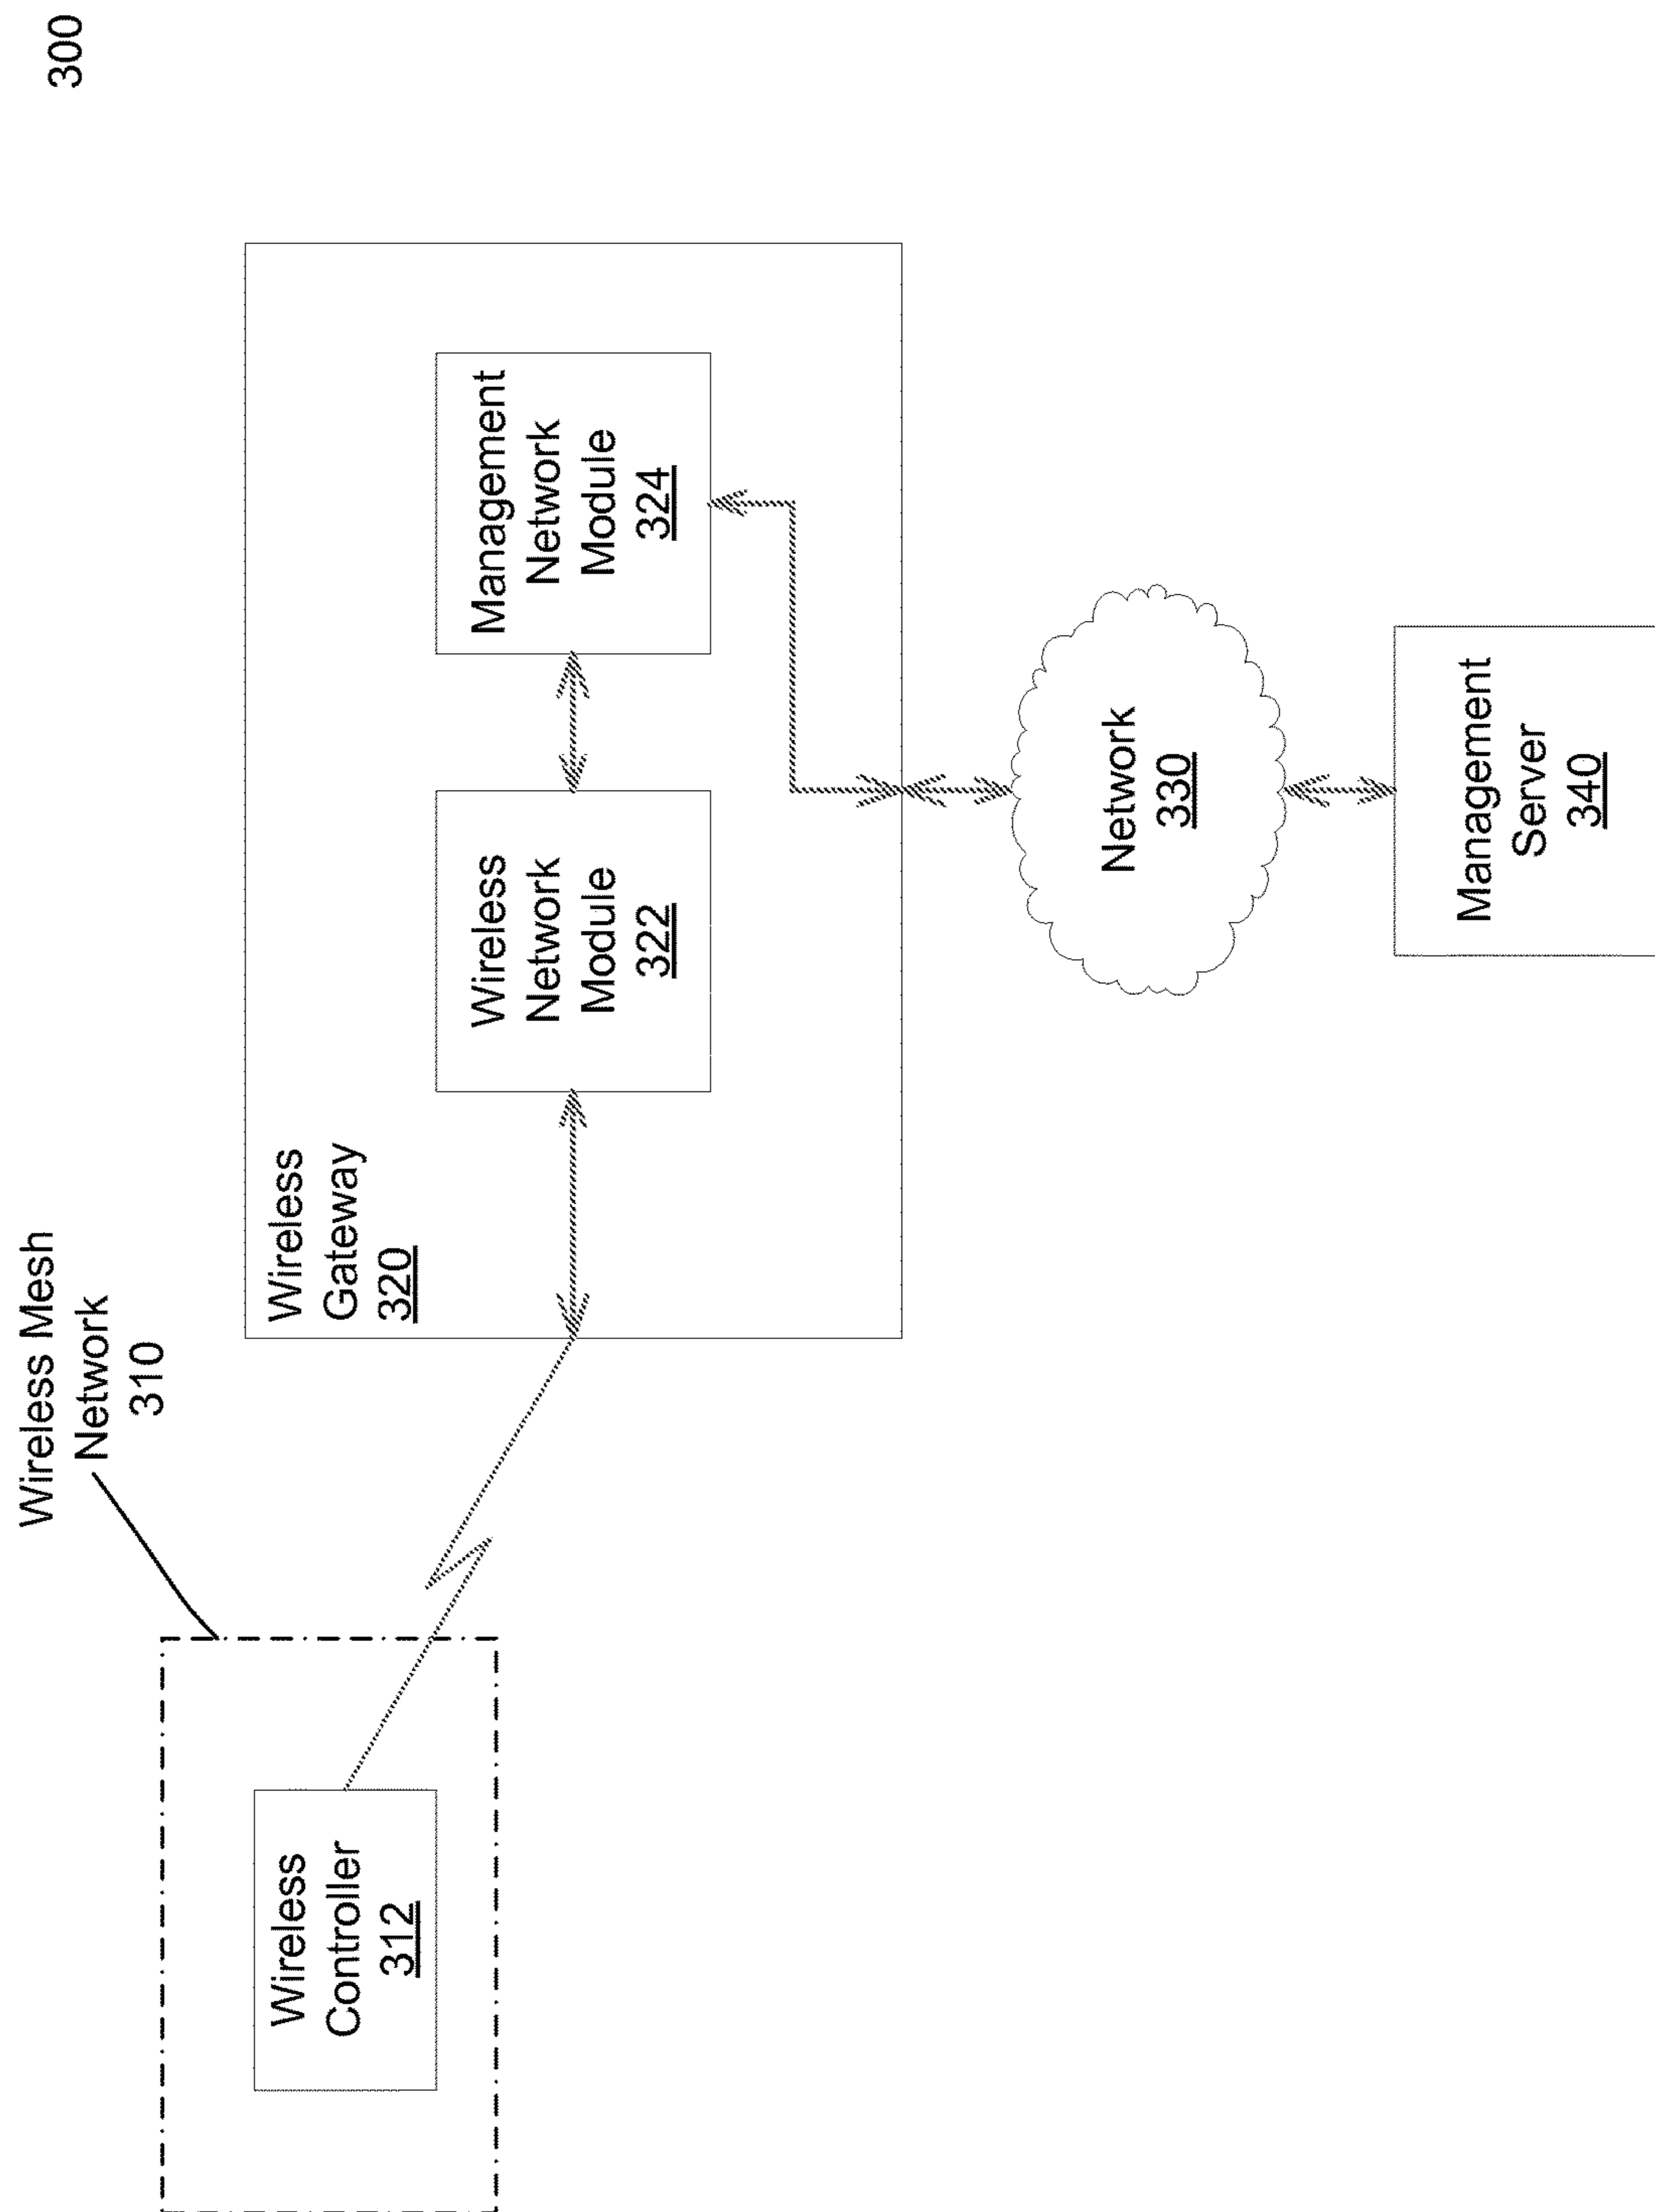 300
Wireless Mesh
Network
310
Wireless
Controller
312
Wireless
Gateway
320
Wireless
Network
Module
322
Management
Network
Module
324
Network
330
Management
Server
340